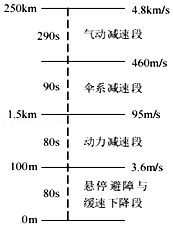 250km 4.8km/s
290s 气动减速段
460m/s
90s 伞系减速段
1.5km 95m/s
80s 动力减速段
100m 3.6m/s
80s 悬停避障与
缓速下降段
0m